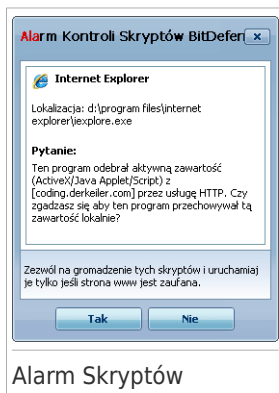 Alarm Kontroli Skryptów BitDefen
Internet Explorer
Lokalizacja: d:\program files\internet
explorer\iexplore.exe
Pytanie:
Ten program odebrał aktywną zawartość
(ActiveX/Java Applet/Script) z
[coding.derkeiler.com] przez usługę HTTP. Czy
zgadzasz się aby ten program przechowywał tą
zawartość lokalnie?
Zezwól na gromadzenie tych skryptów i uruchamiaj
je tylko jeśli strona www jest zaufana.
Tak
Nie
Alarm Skryptów